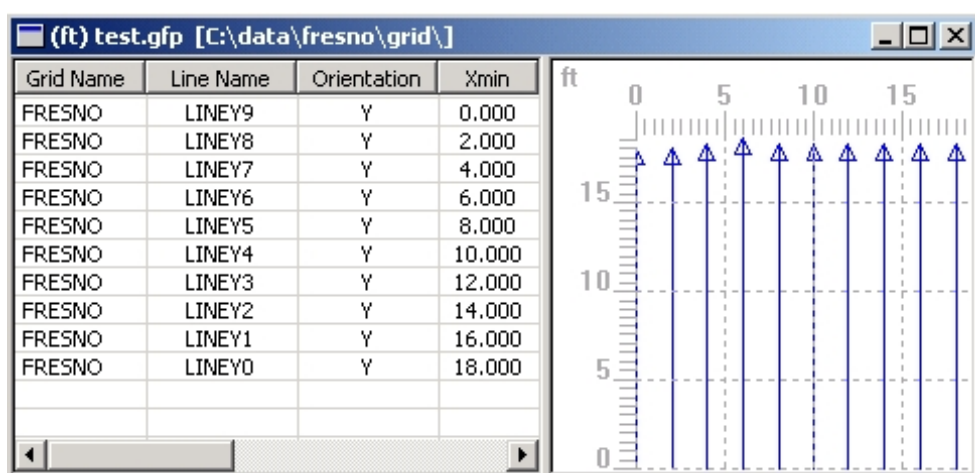 (ft) test.gfp [C:\data\fresno\grid\]
Grid Name Line Name Orientation Xmin
FRESNO LINEY9 Y 0.000
FRESNO LINEY8 Y 2.000
FRESNO LINEY7 Y 4.000
FRESNO LINEY6 Y 6.000
FRESNO LINEY5 Y 8.000
FRESNO LINEY4 Y 10.000
FRESNO LINEY3 Y 12.000
FRESNO LINEY2 Y 14.000
FRESNO LINEY1 Y 16.000
FRESNO LINEY0 Y 18.000
ft
0 5 10 15
15
10
5
0